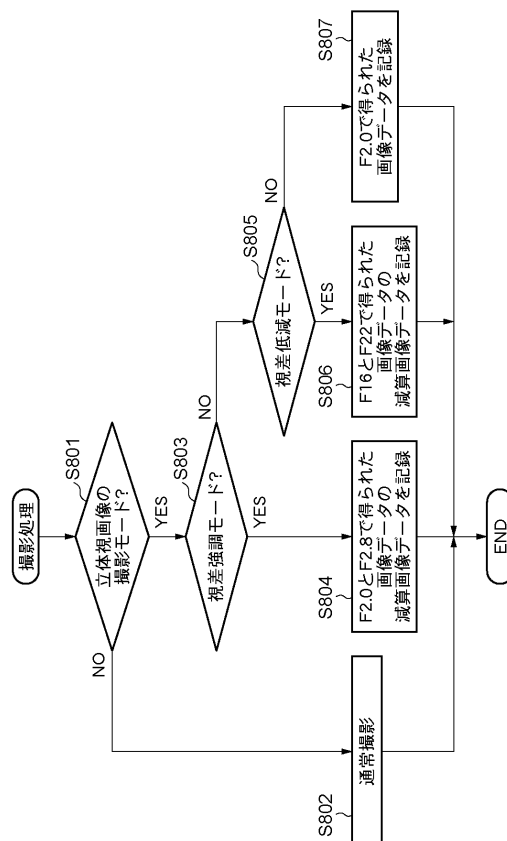 撮影処理
S801
立体視画像の
撮影モード?
NO
YES
S802
通常撮影
S803
視差強調モード?
NO
YES
S804
F2.0とF2.8で得られた
画像データの
減算画像データを記録
S805
視差低減モード?
NO
YES
S806
F16とF22で得られた
画像データの
減算画像データを記録
S807
F2.0で得られた
画像データを記録
END